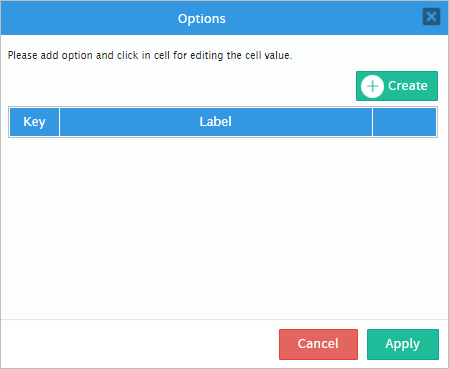 Options
Please add option and click in cell for editing the cell value.
Create
Key Label
Cancel Apply